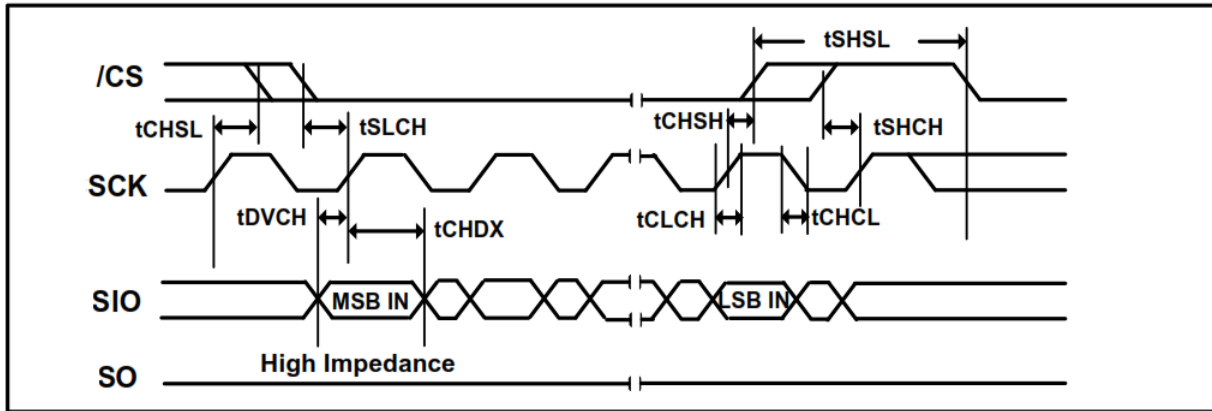 tSHSL
/CS
tCHSL
tSLCH
tCHSH
tSHCH
SCK
tDVCH
tCHDX
tCLCH
tCHCL
SIO
MSB IN
LSB IN
High Impedance
SO